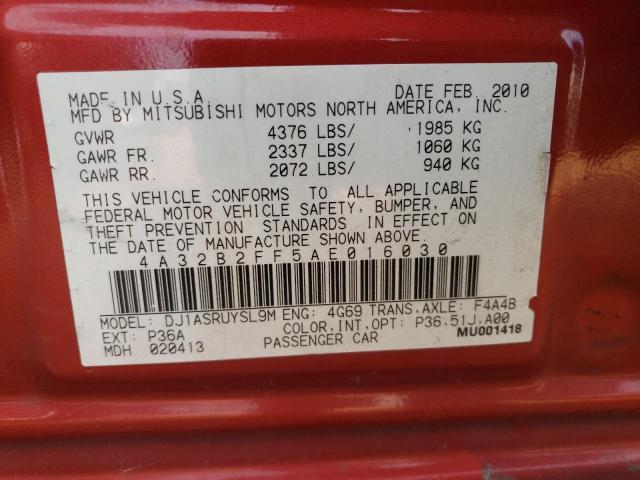 MADE IN U.S.A DATE FEB. 2010
MFD BY MITSUBISHI MOTORS NORTH AMERICA, INC.
GVWR 4376 LBS/ 1985 KG
GAWR FR. 2337 LBS/ 1060 KG
GAWR RR. 2072 LBS/ 940 KG
THIS VEHICLE CONFORMS TO ALL APPLICABLE
FEDERAL MOTOR VEHICLE SAFETY, BUMPER, AND
THEFT PREVENTION STANDARDS IN EFFECT ON
THE DATE OF MANUFACTURE SHOWN ABOVE.
4A32B2FF5AE016030
MODEL: DJ1ASRUYSL9M ENG: 4G69 TRANS,AXLE: F4A4B
EXT: P36A COLOR,INT,OPT: P36,51J,A00
MDH 020413 PASSENGER CAR MU001418